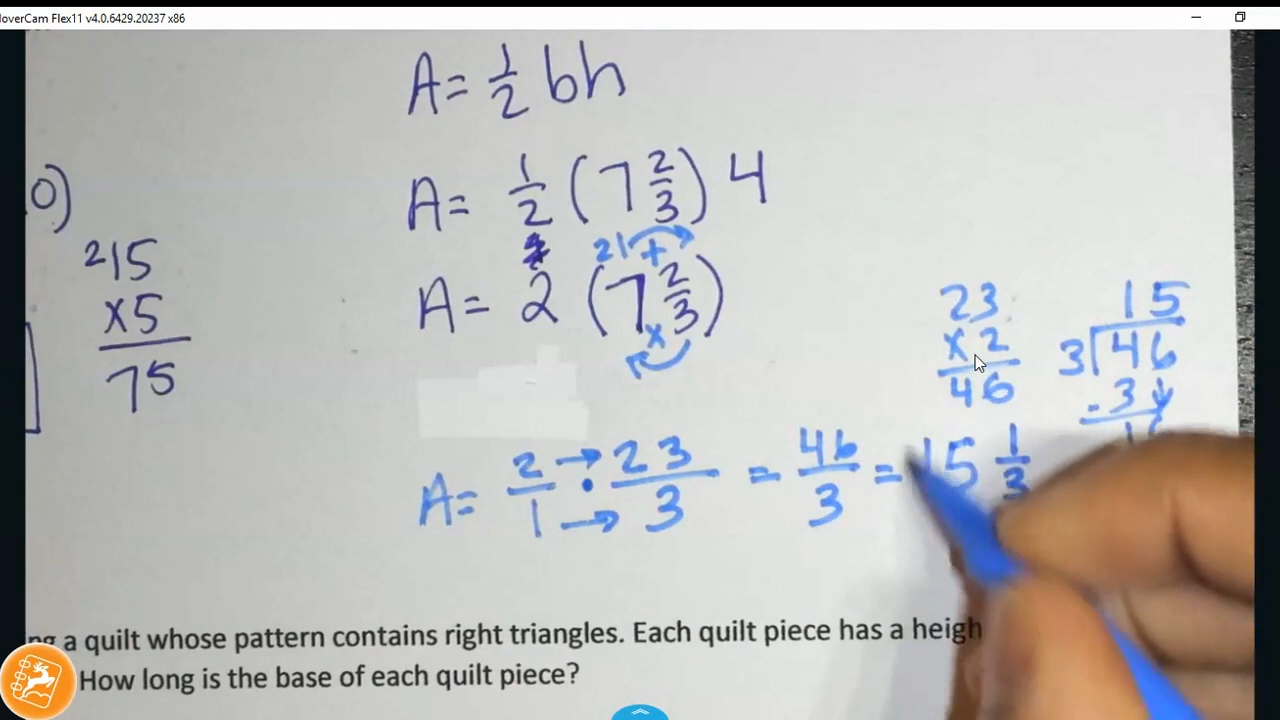 loverCam Flex11 v4.0.6429.20237 x86
A = 1/2 bh
A = 1/2 (7 2/3) 4
0)
21 +
A = 2 (7 2/3)
x
215
x5
75
23
x2
46
15
3)46
-3
A = 2/1 → · 23/3 → = 46/3 = 15 1/3
a quilt whose pattern contains right triangles. Each quilt piece has a heigh
How long is the base of each quilt piece?